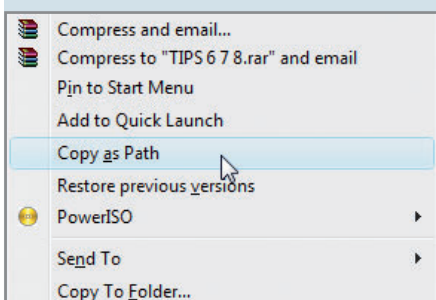 Compress and email...
Compress to "TIPS 6 7 8.rar" and email
Pin to Start Menu
Add to Quick Launch
Copy as Path
Restore previous versions
PowerISO
Send To
Copy To Folder...